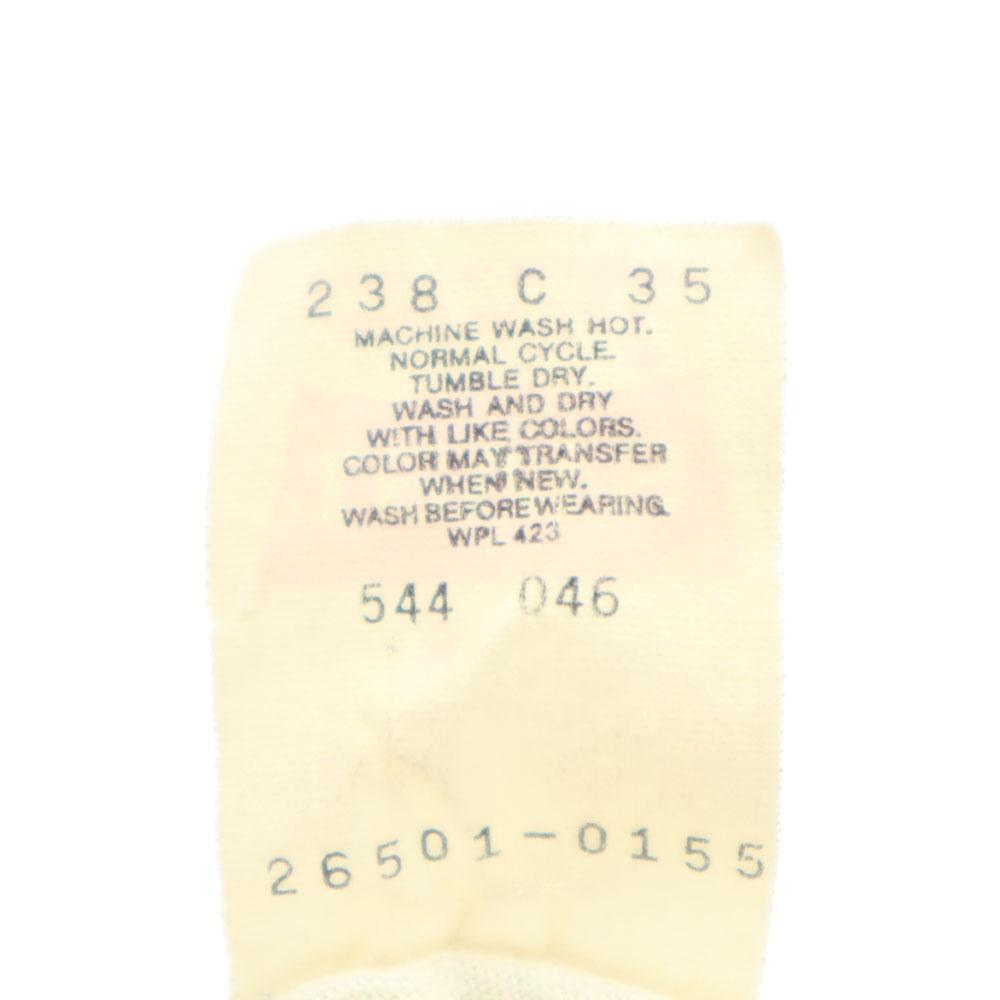 238 C 35
MACHINE WASH HOT.
NORMAL CYCLE.
TUMBLE DRY.
WASH AND DRY
WITH LIKE COLORS.
COLOR MAY TRANSFER
WHEN NEW.
WASH BEFORE WEARING.
WPL 423
544 046
26501-0155